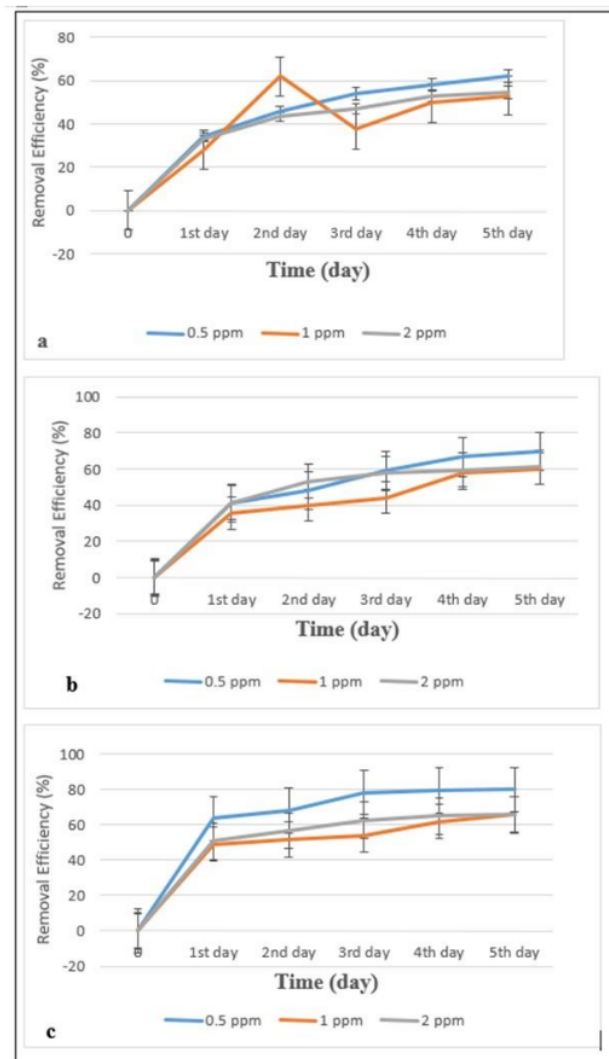 80
60
40
20
0
-20
Removal Efficiency (%)
0 1st day 2nd day 3rd day 4th day 5th day
Time (day)
0.5 ppm 1 ppm 2 ppm
a
100
80
60
40
20
0
-20
Removal Efficiency (%)
0 1st day 2nd day 3rd day 4th day 5th day
Time (day)
0.5 ppm 1 ppm 2 ppm
b
100
80
60
40
20
0
-20
Removal Efficiency (%)
0 1st day 2nd day 3rd day 4th day 5th day
Time (day)
0.5 ppm 1 ppm 2 ppm
c